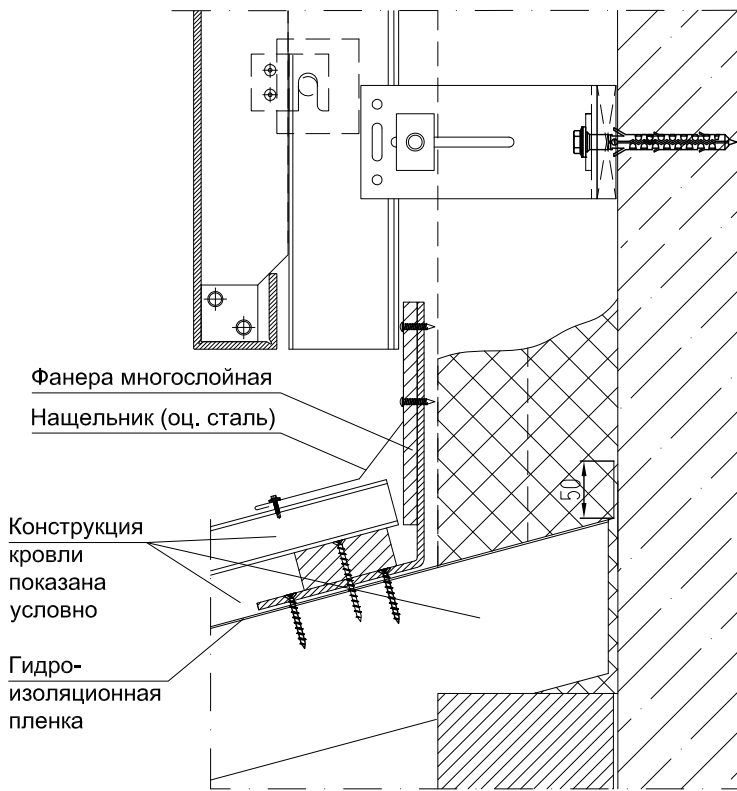 Фанера многослойная
Нащельник (оц. сталь)
50
Конструкция
кровли
показана
условно
Гидро-
изоляционная
пленка